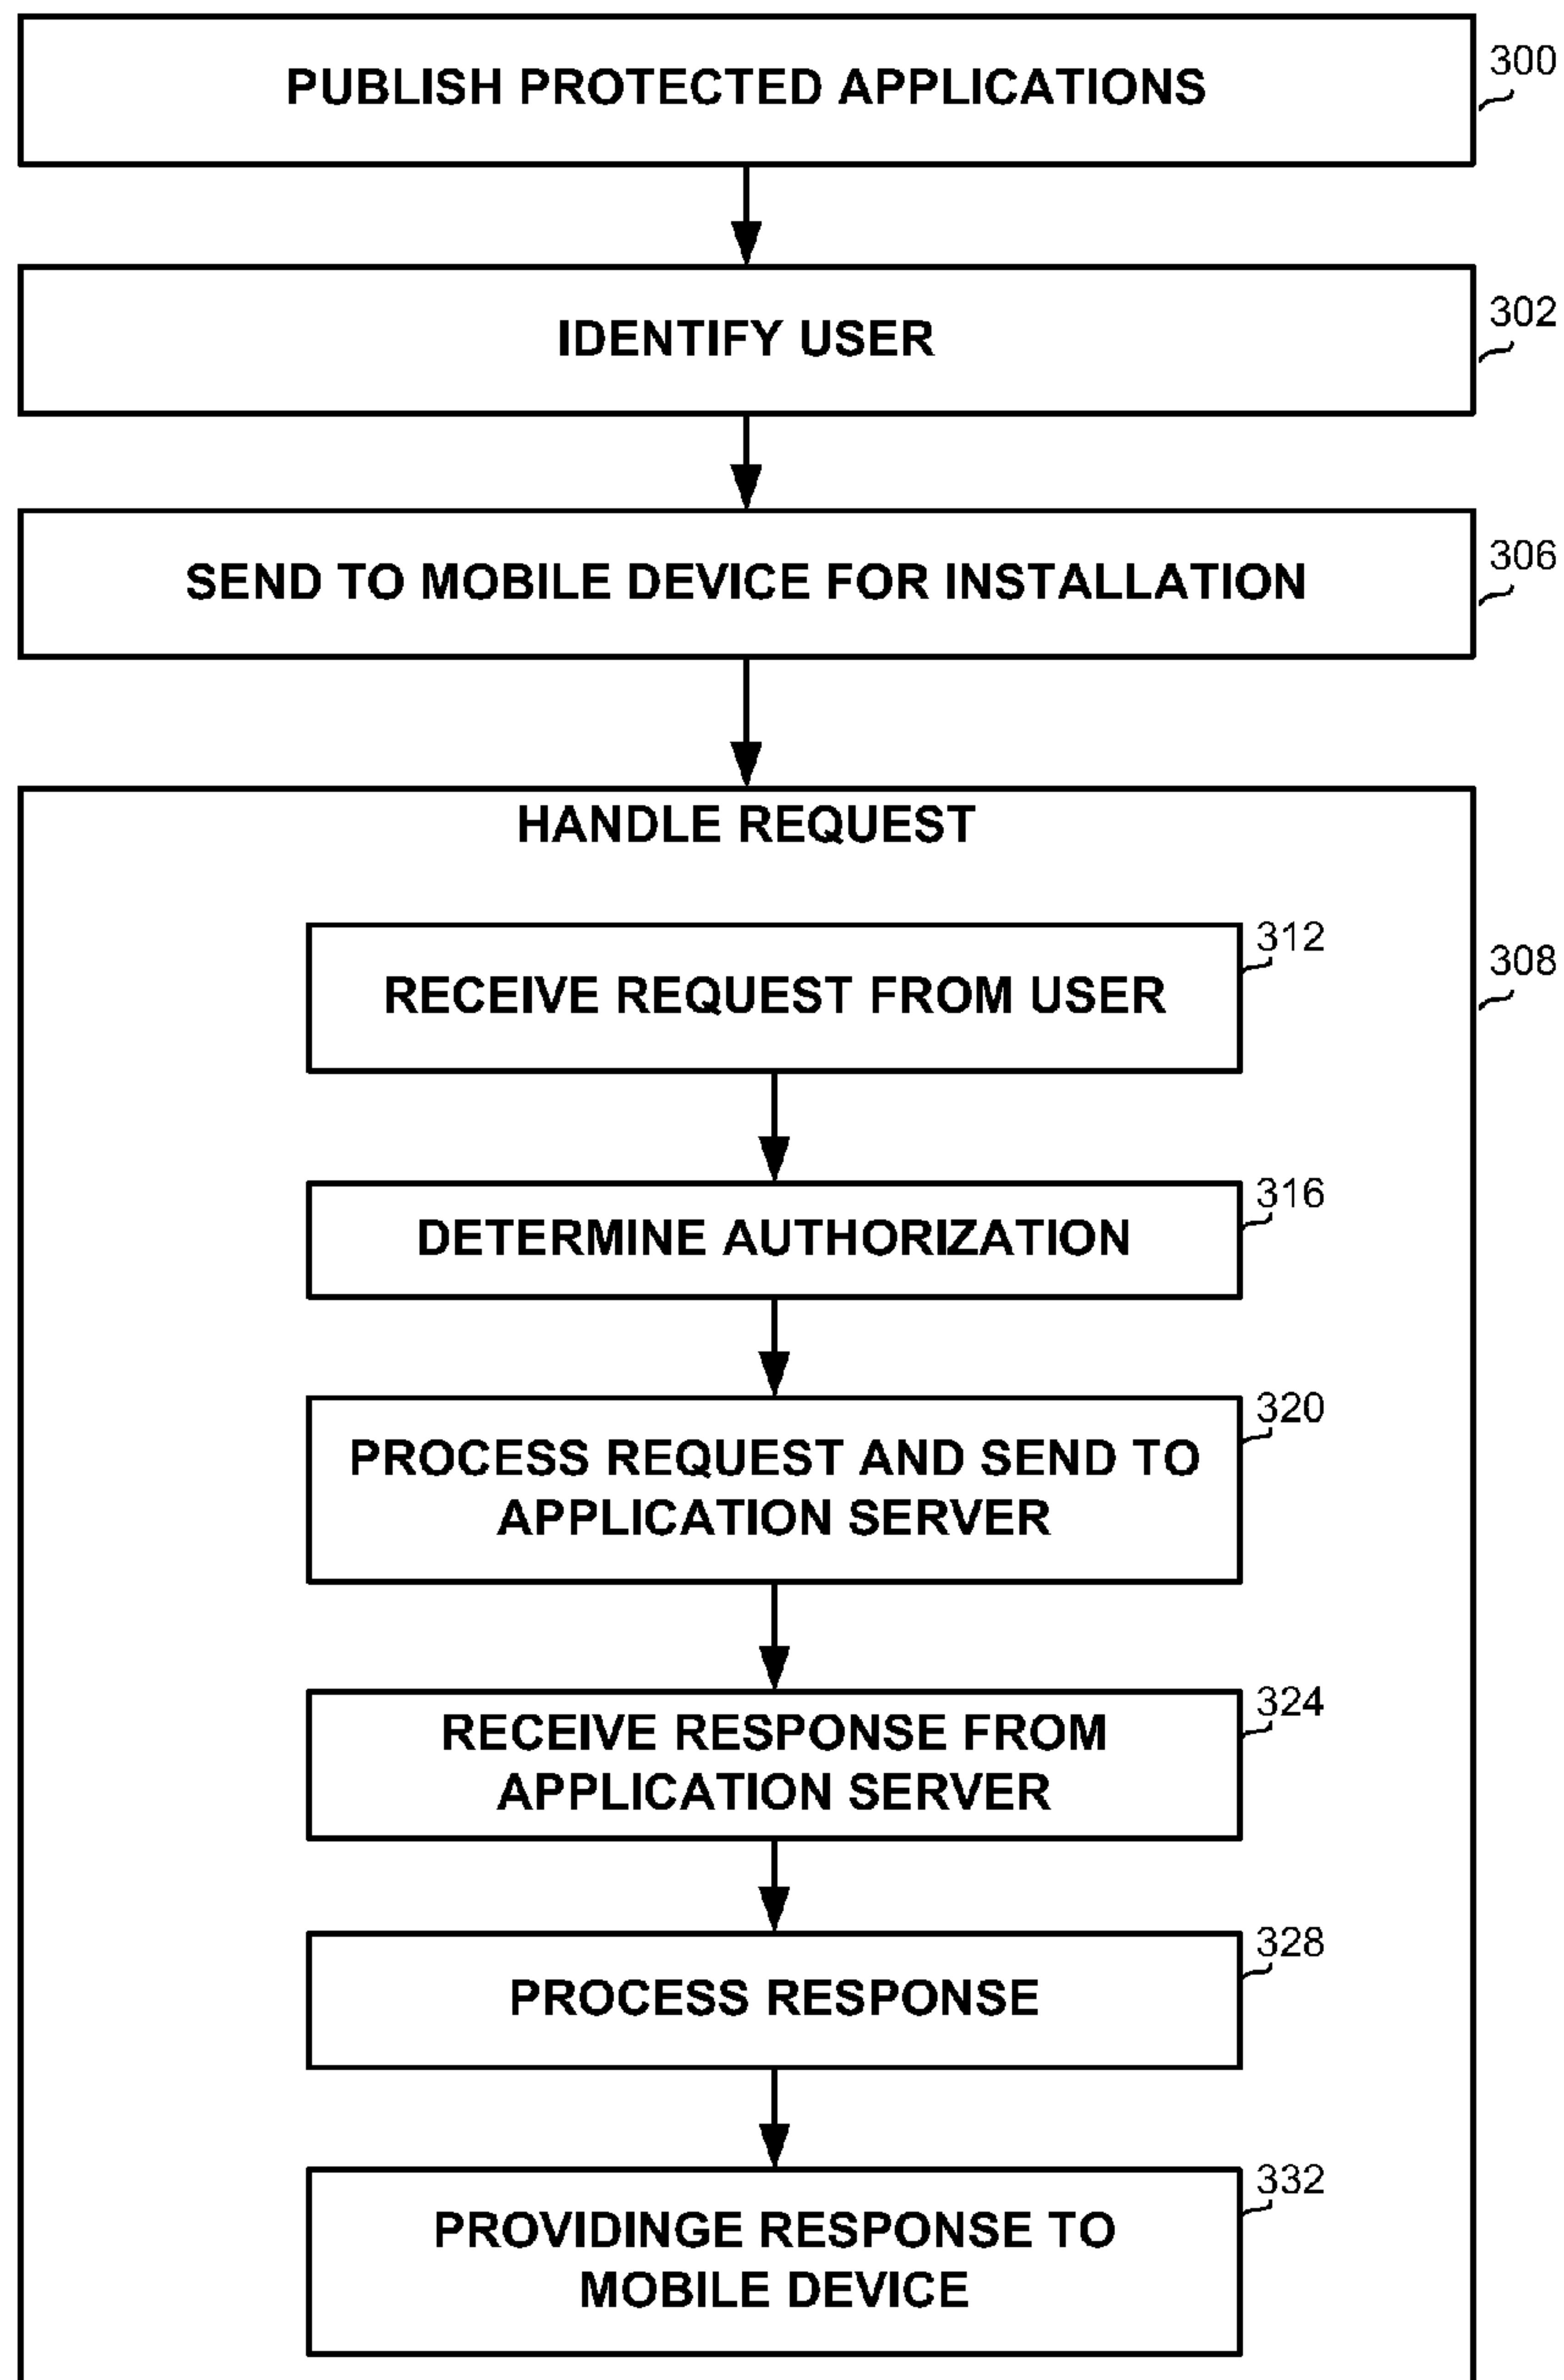 PUBLISH PROTECTED APPLICATIONS
300
IDENTIFY USER
302
SEND TO MOBILE DEVICE FOR INSTALLATION
306
HANDLE REQUEST
308
RECEIVE REQUEST FROM USER
312
DETERMINE AUTHORIZATION
316
PROCESS REQUEST AND SEND TO
APPLICATION SERVER
320
RECEIVE RESPONSE FROM
APPLICATION SERVER
324
PROCESS RESPONSE
328
PROVIDINGE RESPONSE TO
MOBILE DEVICE
332